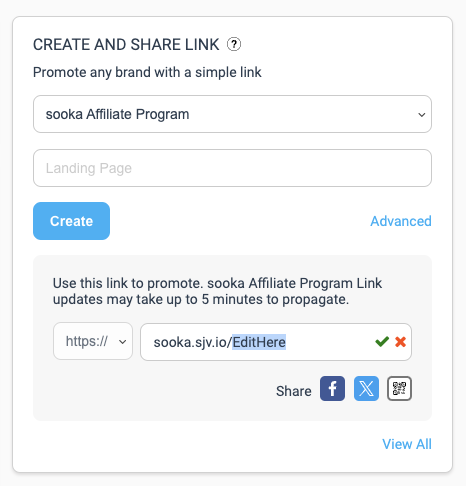 CREATE AND SHARE LINK ?
Promote any brand with a simple link
sooka Affiliate Program
Landing Page
Create
Advanced
Use this link to promote. sooka Affiliate Program Link
updates may take up to 5 minutes to propagate.
https://
sooka.sjv.io/EditHere
Share
View All